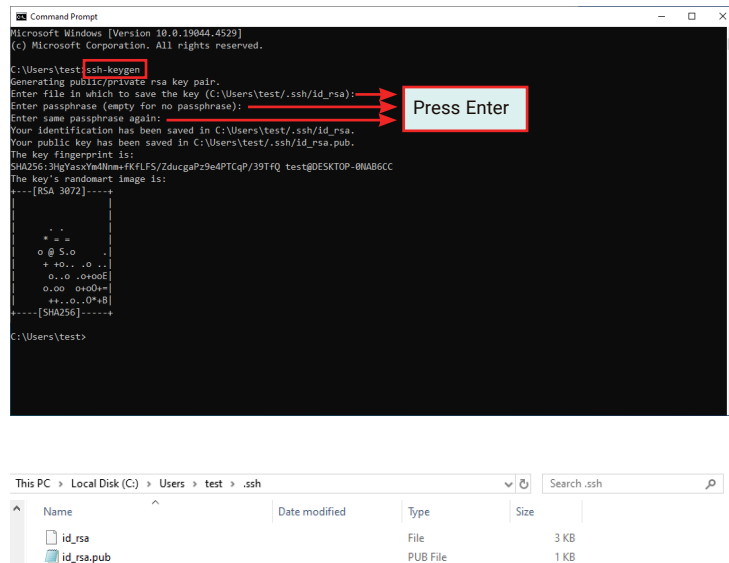 Command Prompt
Microsoft Windows [Version 10.0.19044.4529]
(c) Microsoft Corporation. All rights reserved.
C:\Users\test>ssh-keygen
Generating public/private rsa key pair.
Enter file in which to save the key (C:\Users\test/.ssh/id_rsa):
Enter passphrase (empty for no passphrase):
Press Enter
Enter same passphrase again:
Your identification has been saved in C:\Users\test/.ssh/id_rsa.
Your public key has been saved in C:\Users\test/.ssh/id_rsa.pub.
The key fingerprint is:
SHA256:3HgYasxYm4Nnm+fKfLFS/ZducgaPz9e4PTCqP/39TfQ test@DESKTOP-0NAB6CC
The key's randomart image is:
+---[RSA 3072]----+
|                 |
|                 |
|     . .         |
|    * = =        |
|   o @ S.o      .|
|    + +o.. .o ..|
|     o..o .o+ooE|
|    o.oo  o+oO+=|
|     ++..o..O*+B|
+----[SHA256]-----+
C:\Users\test>
This PC > Local Disk (C:) > Users > test > .ssh
Search .ssh
Name Date modified Type Size
id_rsa File 3 KB
id_rsa.pub PUB File 1 KB